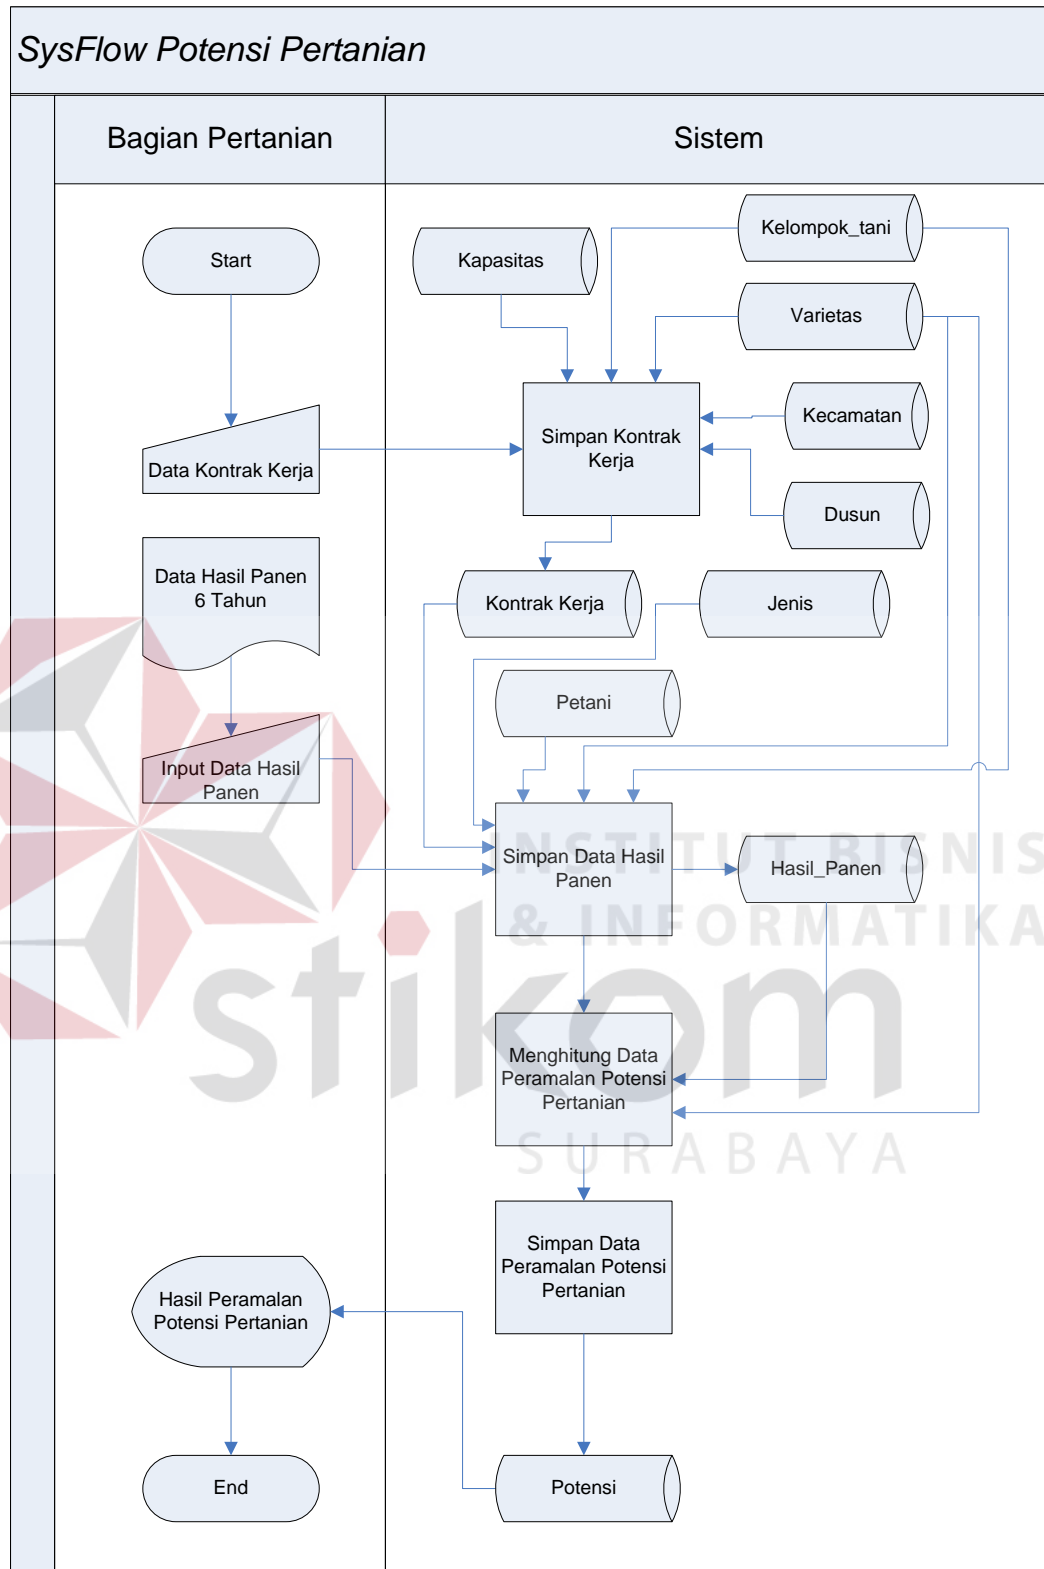 SysFlow Potensi Pertanian
Bagian Pertanian
Sistem
Kelompok_tani
Start
Kapasitas
Varietas
Kecamatan
Simpan Kontrak
Kerja
Data Kontrak Kerja
Dusun
Data Hasil Panen
6 Tahun
Kontrak Kerja
Jenis
Petani
Input Data Hasil
Panen
Simpan Data Hasil
Panen
Hasil_Panen
INSTITUT BISNIS
& INFORMATIKA
stikom
SURABAYA
Menghitung Data
Peramalan Potensi
Pertanian
Simpan Data
Peramalan Potensi
Pertanian
Hasil Peramalan
Potensi Pertanian
End
Potensi